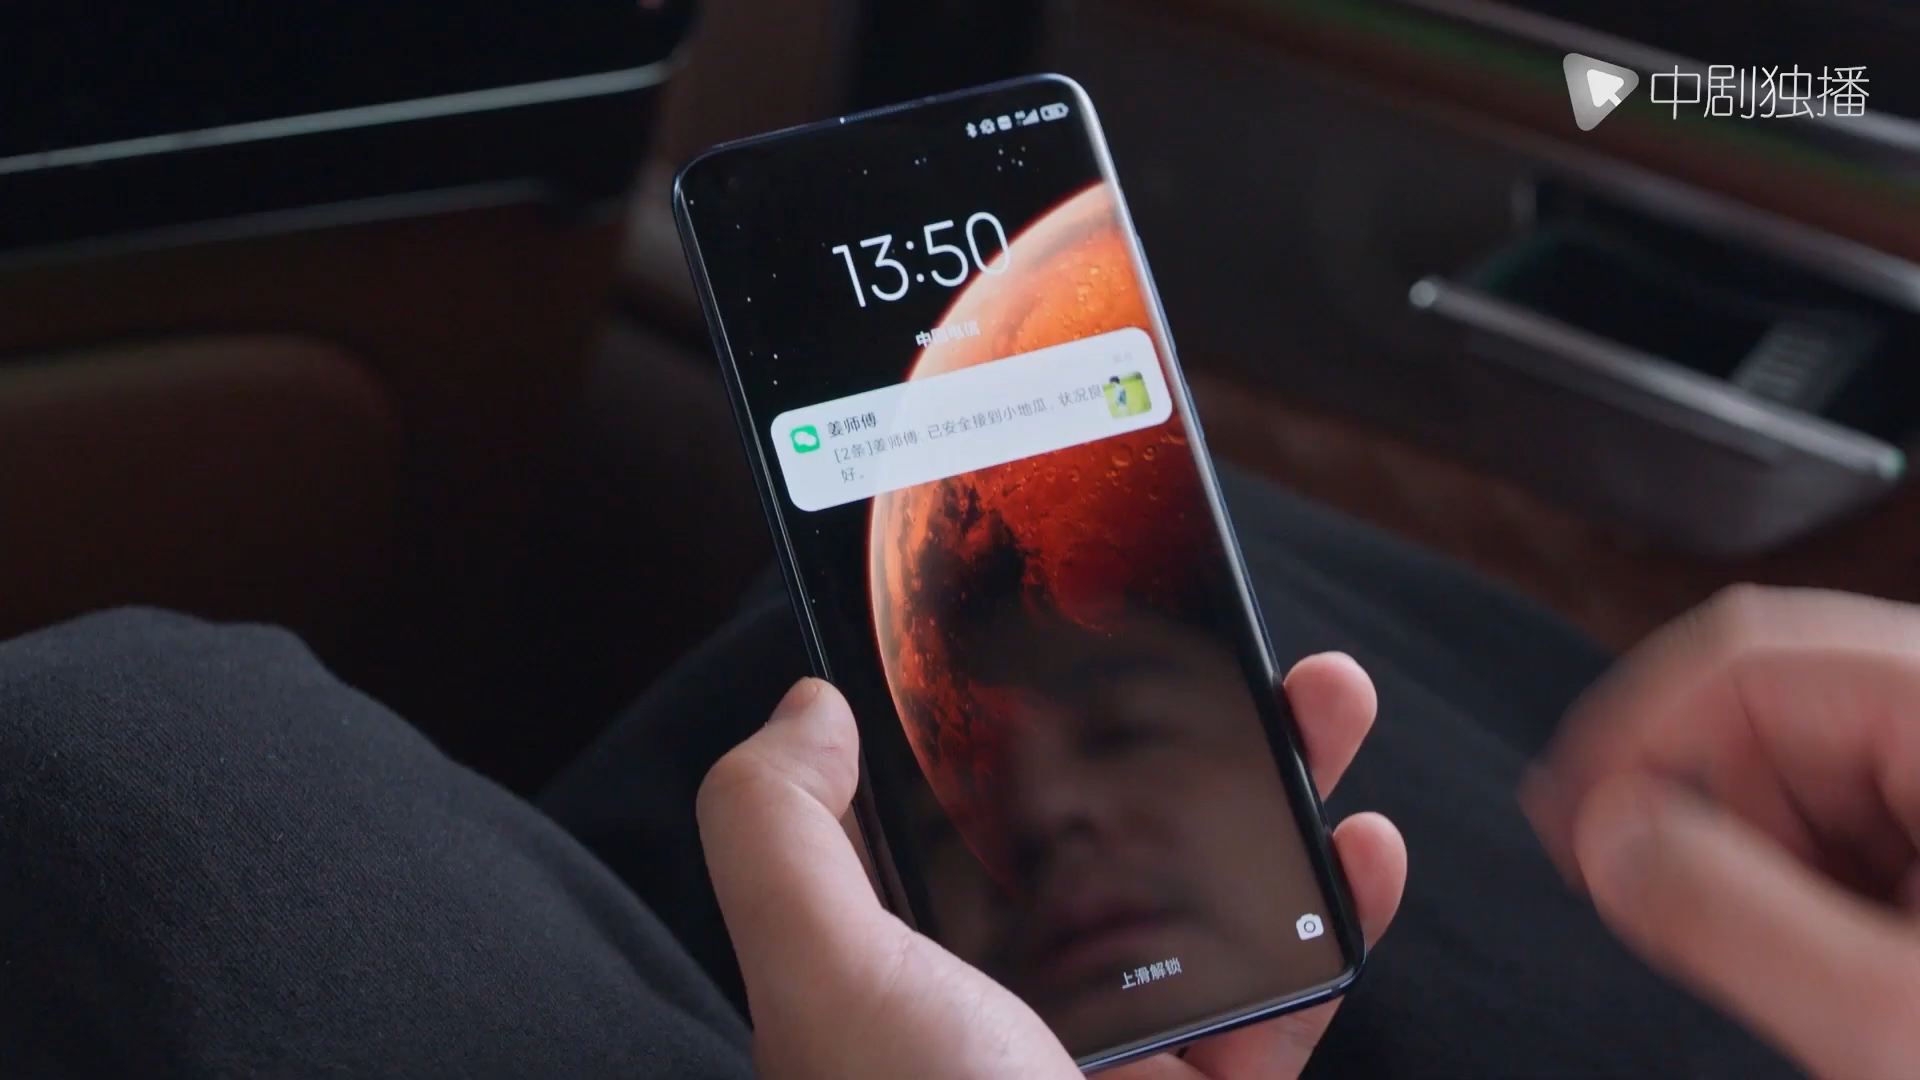 中剧独播
13:50
中国电信
姜师傅
[2条]姜师傅: 已安全接到小地瓜, 状况良
好。
上滑解锁